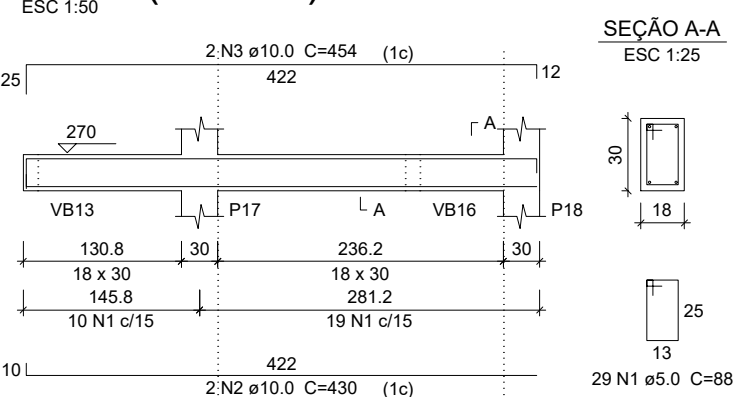 ESC 1:50
SEÇÃO A-A
ESC 1:25
2 N3 ø10.0 C=454 (1c)
25
422
12
A
270
30
VB13
P17
A
VB16
P18
18
130.8
30
236.2
30
18 x 30
18 x 30
145.8
281.2
10 N1 c/15
19 N1 c/15
25
13
10
422
29 N1 ø5.0 C=88
2 N2 ø10.0 C=430 (1c)